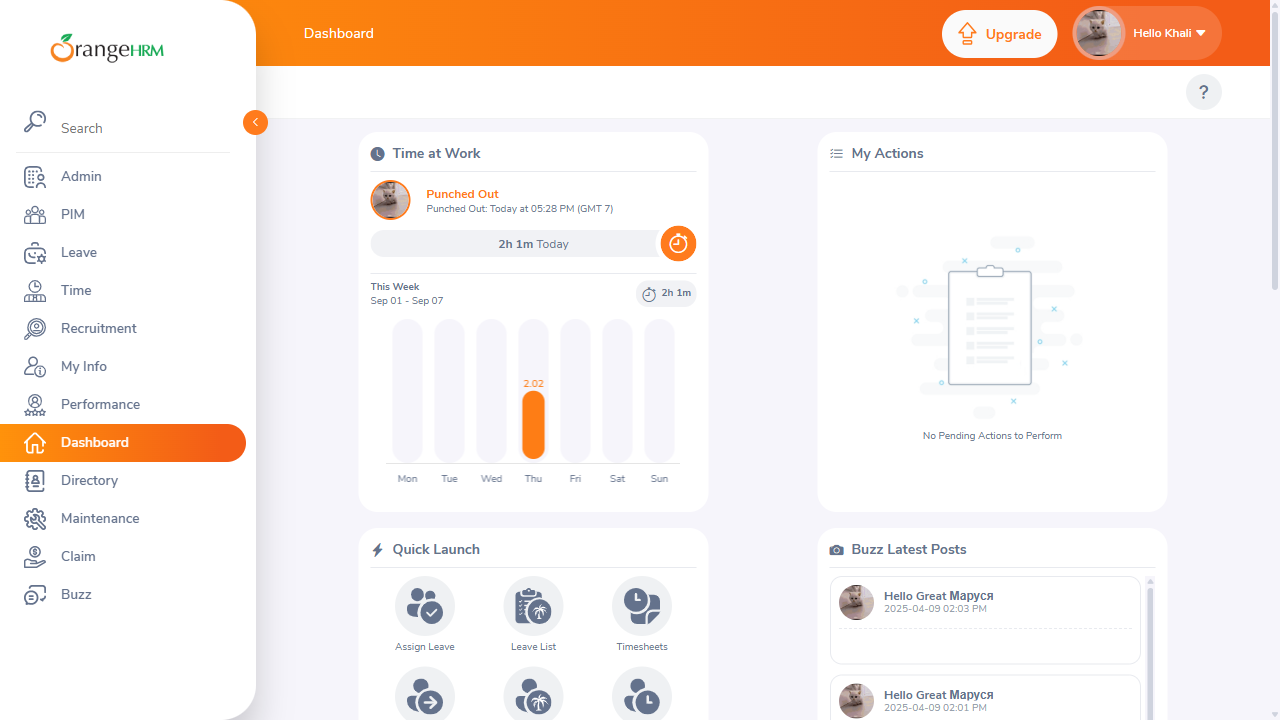 OrangeHRM
Search
Admin
PIM
Leave
Time
Recruitment
My Info
Performance
Dashboard
Directory
Maintenance
Claim
Buzz
Dashboard
Upgrade
Hello Khali
?
Time at Work
Punched Out
Punched Out: Today at 05:28 PM (GMT 7)
2h 1m Today
This Week
Sep 01 - Sep 07
2h 1m
2.02
Mon Tue Wed Thu Fri Sat Sun
My Actions
No Pending Actions to Perform
Quick Launch
Assign Leave
Leave List
Timesheets
Buzz Latest Posts
Hello Great Маруся
2025-04-09 02:03 PM
Hello Great Маруся
2025-04-09 02:01 PM